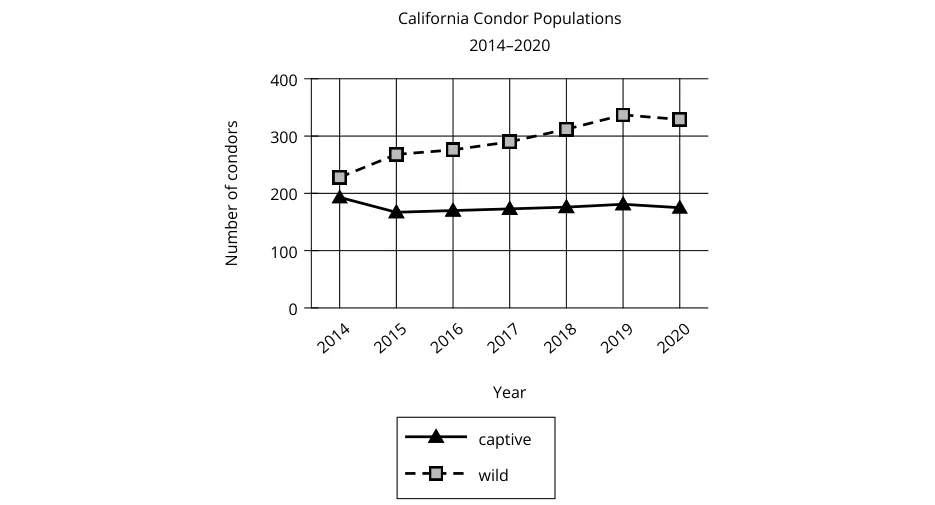 California Condor Populations
2014–2020
Number of condors
400
300
200
100
0
2014 2015 2016 2017 2018 2019 2020
Year
captive
wild